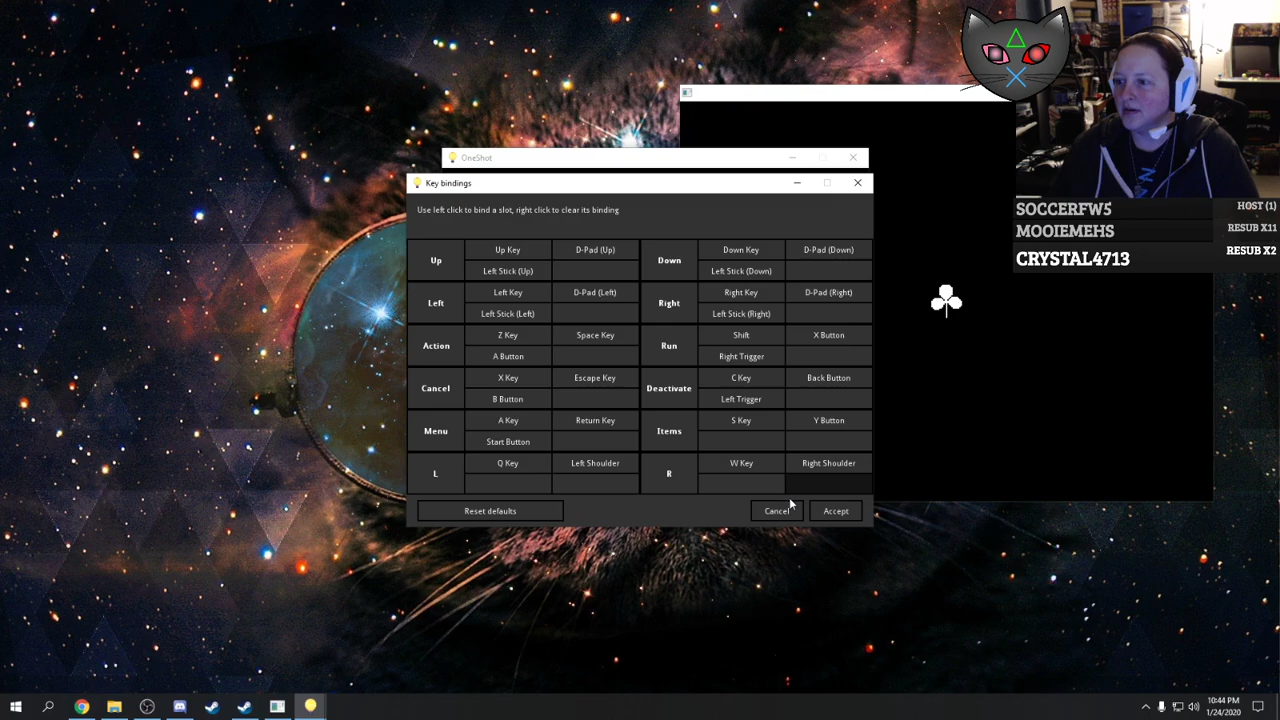 OneShot
Key bindings
Use left click to bind a slot, right click to clear its binding
Up
Up Key
D-Pad (Up)
Left Stick (Up)
Down
Down Key
D-Pad (Down)
Left Stick (Down)
Left
Left Key
D-Pad (Left)
Left Stick (Left)
Right
Right Key
D-Pad (Right)
Left Stick (Right)
Action
Z Key
Space Key
A Button
Run
Shift
X Button
Right Trigger
Cancel
X Key
Escape Key
B Button
Deactivate
C Key
Back Button
Left Trigger
Menu
A Key
Return Key
Start Button
Items
S Key
Y Button
L
Q Key
Left Shoulder
R
W Key
Right Shoulder
Reset defaults
Cancel
Accept
SOCCERFW5 HOST (1)
MOOIEMEHS RESUB X11
CRYSTAL4713 RESUB X2
10:44 PM
1/24/2020